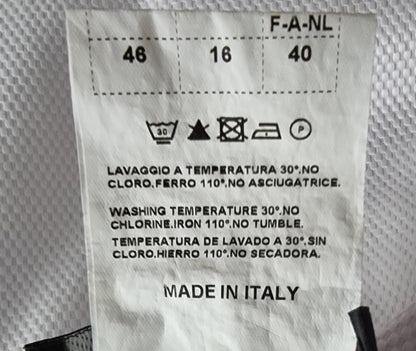 F-A-NL
46 16 40
30 P
LAVAGGIO A TEMPERATURA 30°.NO
CLORO.FERRO 110°.NO ASCIUGATRICE.
WASHING TEMPERATURE 30°.NO
CHLORINE.IRON 110°.NO TUMBLE.
TEMPERATURA DE LAVADO A 30°.SIN
CLORO.HIERRO 110°.NO SECADORA.
MADE IN ITALY